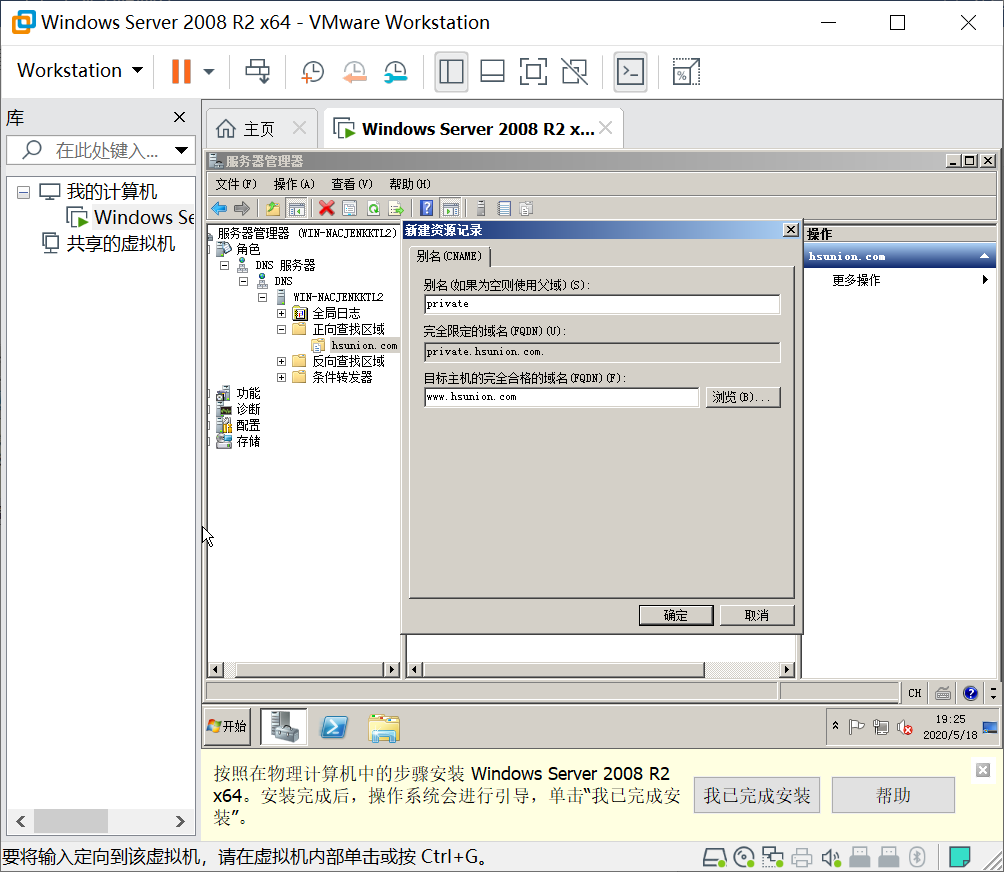 Windows Server 2008 R2 x64 - VMware Workstation
Workstation
库
在此处键入...
我的计算机
Windows Se
共享的虚拟机
主页
Windows Server 2008 R2 x...
服务器管理器
文件(F) 操作(A) 查看(V) 帮助(H)
服务器管理器 (WIN-NACJENKKTL2)
角色
DNS 服务器
DNS
WIN-NACJENKKTL2
全局日志
正向查找区域
hsunion.com
反向查找区域
条件转发器
功能
诊断
配置
存储
新建资源记录
别名(CNAME)
别名(如果为空则使用父域)(S):
private
完全限定的域名(FQDN)(U):
private.hsunion.com.
目标主机的完全合格的域名(FQDN)(F):
www.hsunion.com
浏览(B)...
确定
取消
操作
hsunion.com
更多操作
CH
开始
19:25
2020/5/18
按照在物理计算机中的步骤安装 Windows Server 2008 R2
x64。安装完成后，操作系统会进行引导，单击“我已完成安
装”。
我已完成安装
帮助
要将输入定向到该虚拟机，请在虚拟机内部单击或按 Ctrl+G。